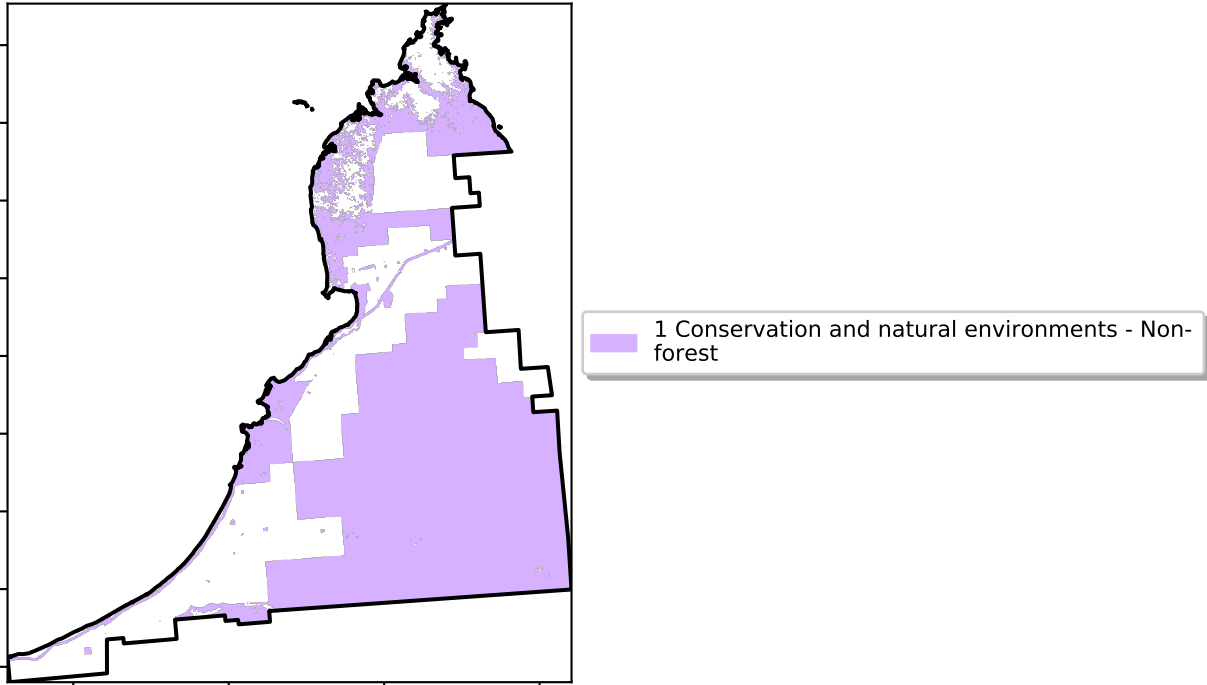 1 Conservation and natural environments - Non-
forest